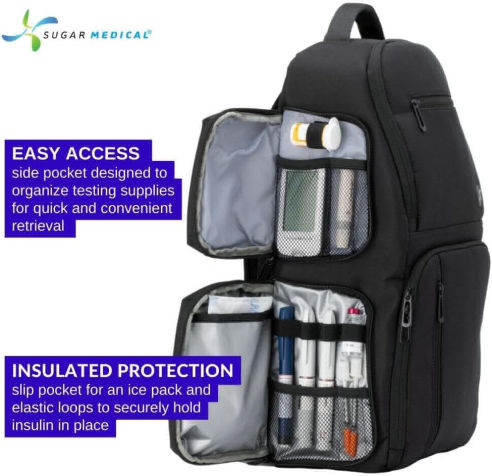 SUGAR MEDICAL®
EASY ACCESS
side pocket designed to
organize testing supplies
for quick and convenient
retrieval
INSULATED PROTECTION
slip pocket for an ice pack and
elastic loops to securely hold
insulin in place